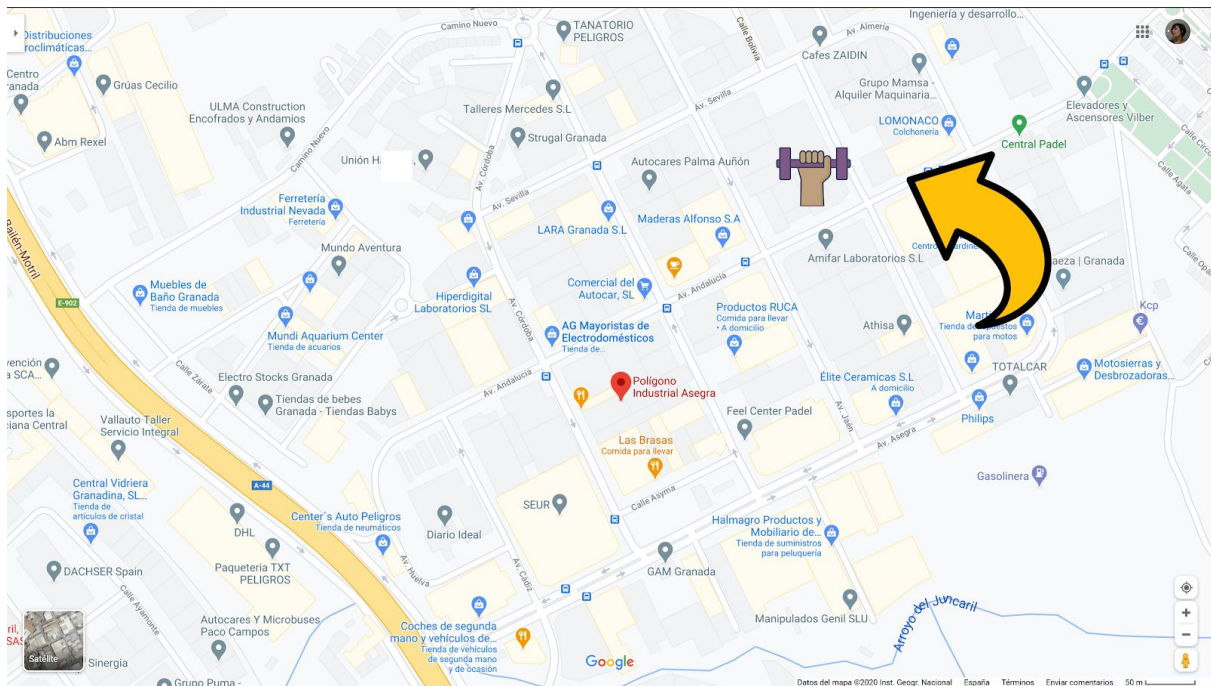 Distribuciones
roclimáticas...
Centro
ranada
Grúas Cecilio
Abm Rexel
ULMA Construction
Encofrados y Andamios
Camino Nuevo
Camino Nuevo
TANATORIO
PELIGROS
Talleres Mercedes S.L
Strugal Granada
Av. Córdoba
Av. Sevilla
Calle Bolivia
Ingeniería y desarrollo...
Av. Almería
Cafes ZAIDIN
Grupo Mamsa -
Alquiler Maquinaria...
LOMONACO
Colchonería
Central Padel
Elevadores y
Ascensores Vilber
Calle Agata
Unión
Autocares Palma Auñón
Av. Sevilla
Ferretería
Industrial Nevada
Ferretería
LARA Granada S.L
Maderas Alfonso S.A
Amifar Laboratorios S.L
aeza | Granada
Mundo Aventura
Bailén-Motril
E-902
Muebles de
Baño Granada
Tienda de muebles
Hiperdigital
Laboratorios SL
Comercial del
Autocar, SL
Av. Andalucía
Productos RUCA
Comida para llevar
• A domicilio
Kcp
Av. Córdoba
AG Mayoristas de
Electrodomésticos
Tienda de...
Athisa
Mundi Aquarium Center
Tienda de acuarios
Calle Zárate
Electro Stocks Granada
Av. Andalucía
Polígono
Industrial Asegra
Élite Ceramicas S.L
A domicilio
TOTALCAR
para motos
Motosierras y
Desbrozadoras...
Tiendas de bebes
Granada - Tiendas Babys
Feel Center Padel
Av. Jaén
Philips
Av. Asegra
vención
a SCA...
sportes la
ciana Central
Vallauto Taller
Servicio Integral
Las Brasas
Comida para llevar
Gasolinera
A-44
Central Vidriera
Granadina, SL...
Tienda de
artículos de cristal
SEUR
Calle Asyma
DHL
Center´s Auto Peligros
Tienda de neumáticos
Diario Ideal
Halmagro Productos y
Mobiliario de...
Tienda de suministros
para peluquería
DACHSER Spain
Paqueteria TXT
PELIGROS
Av. Huelva
Av. Cádiz
GAM Granada
Calle Ayamonte
Autocares Y Microbuses
Paco Campos
Coches de segunda
mano y vehículos de...
Tienda de vehículos
de segunda mano
y de ocasión
Manipulados Genil SLU
Arroyo del Juncaril
Satélite
Sinergia
Grupo Puma -
Google
Datos del mapa ©2020 Inst. Geogr. Nacional España Términos Enviar comentarios 50 m